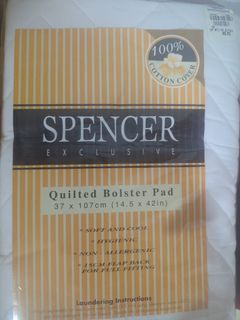 100%
COTTON COVER
SPENCER
EXCLUSIVE
Quilted Bolster Pad
37 x 107cm (14.5 x 42in)
* SOFT AND COOL
* HYGIENIC
* NON - ALLERGENIC
* 15CM FLAP BACK
FOR FULL FITTING
Laundering Instructions